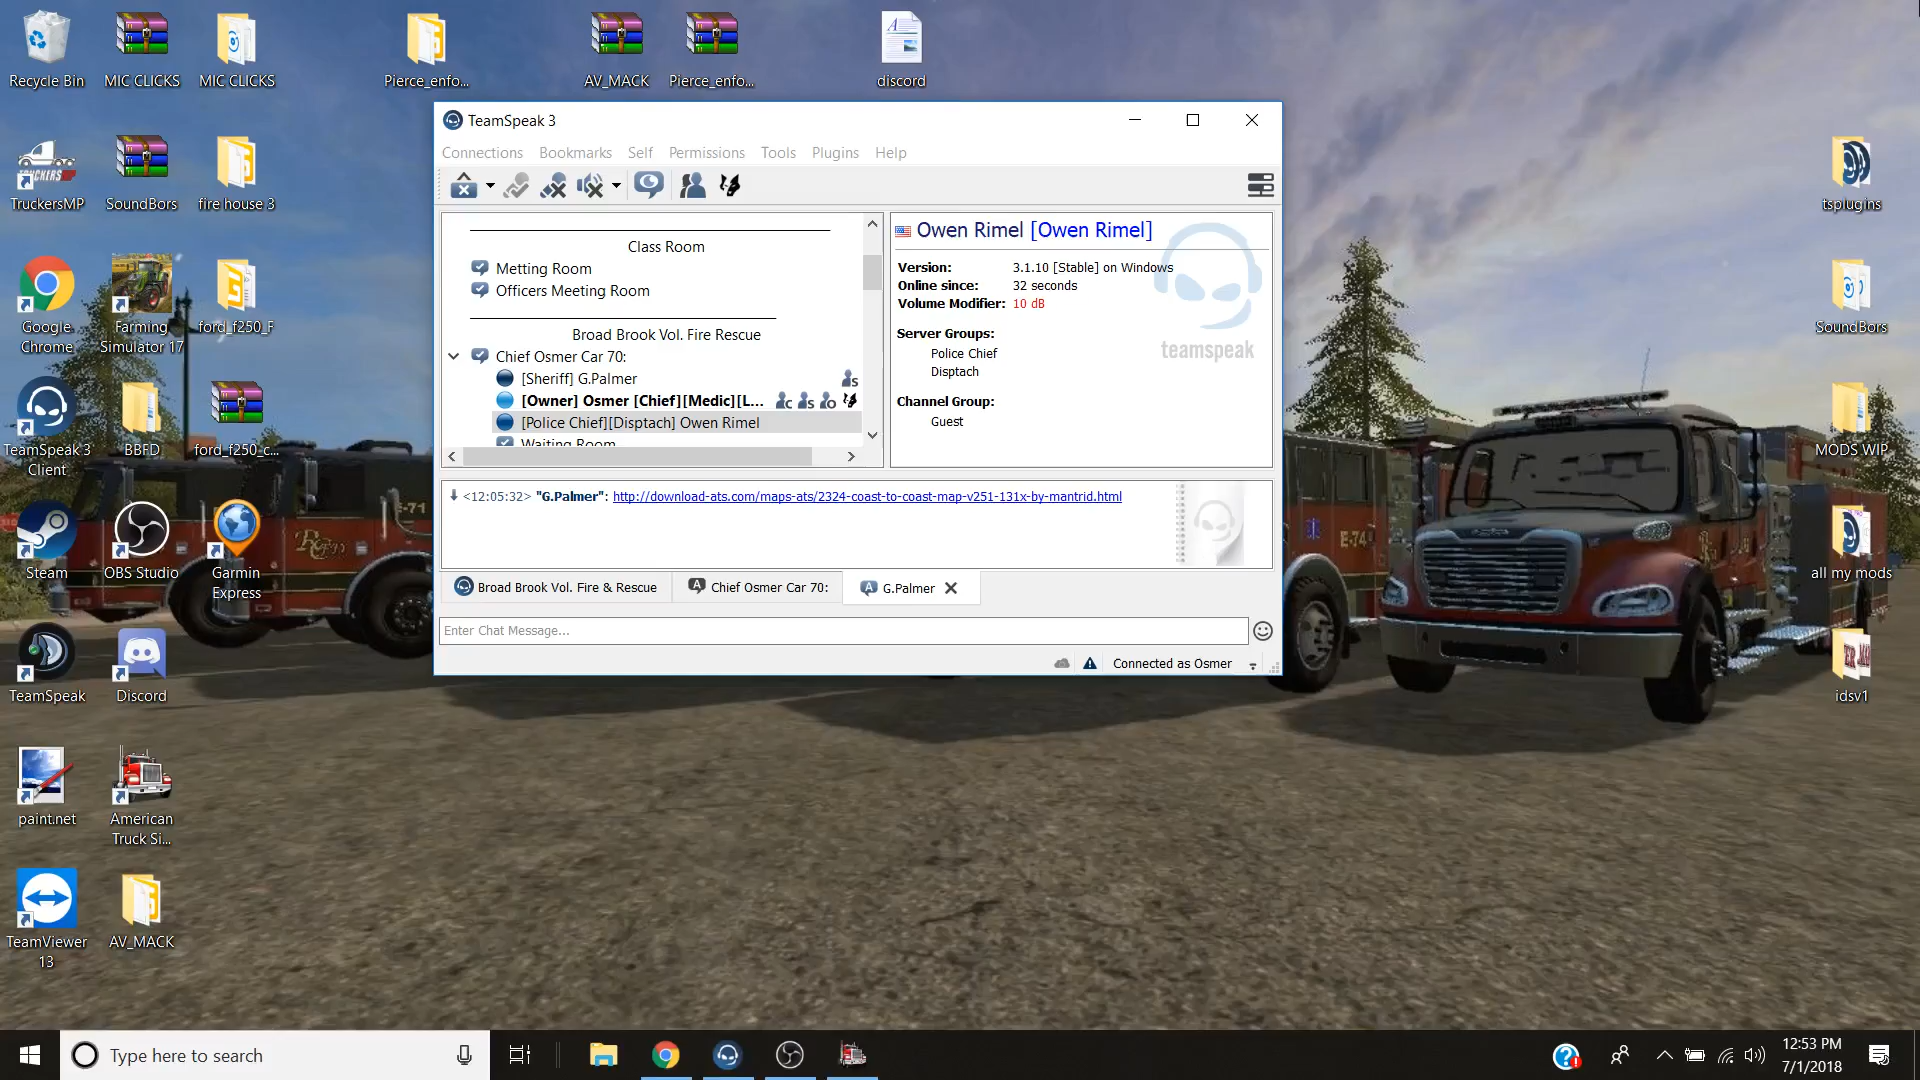 Recycle Bin
MIC CLICKS
MIC CLICKS
Pierce_enfo...
AV_MACK
Pierce_enfo...
discord
TruckersMP
SoundBors
fire house 3
tsplugins
Google Chrome
Farming Simulator 17
ford_f250_F
SoundBors
TeamSpeak 3 Client
BBFD
ford_f250_c...
MODS WIP
Steam
OBS Studio
Garmin Express
all my mods
TeamSpeak
Discord
idsv1
paint.net
American Truck Si...
TeamViewer 13
AV_MACK
TeamSpeak 3
Connections Bookmarks Self Permissions Tools Plugins Help
Class Room
Metting Room
Officers Meeting Room
Broad Brook Vol. Fire Rescue
Chief Osmer Car 70:
[Sheriff] G.Palmer
[Owner] Osmer [Chief][Medic][L...
[Police Chief][Disptach] Owen Rimel
Waiting Room
Owen Rimel [Owen Rimel]
Version: 3.1.10 [Stable] on Windows
Online since: 32 seconds
Volume Modifier: 10 dB
Server Groups:
Police Chief
Disptach
Channel Group:
Guest
teamspeak
<12:05:32> "G.Palmer": http://download-ats.com/maps-ats/2324-coast-to-coast-map-v251-131x-by-mantrid.html
Broad Brook Vol. Fire & Rescue
Chief Osmer Car 70:
G.Palmer
Enter Chat Message...
Connected as Osmer
E-71
E-74
Type here to search
12:53 PM
7/1/2018